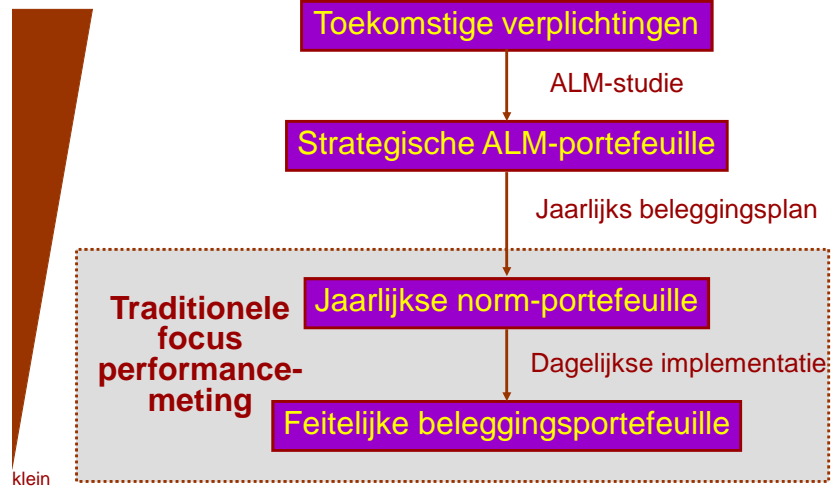 Toekomstige verplichtingen
ALM-studie
Strategische ALM-portefeuille
Jaarlijks beleggingsplan
Jaarlijkse norm-portefeuille
Traditionele
focus
performance-
meting
Dagelijkse implementatie
Feitelijke beleggingsportefeuille
klein